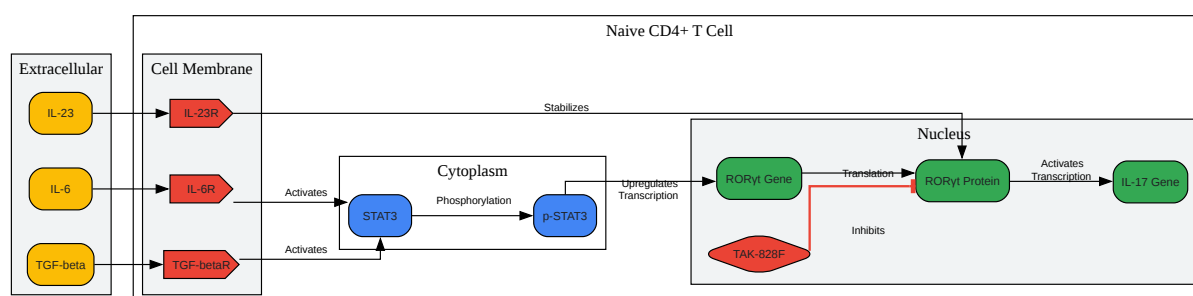 Naive CD4+ T Cell
Extracellular
Cell Membrane
IL-23
IL-23R
Stabilizes
Nucleus
Cytoplasm
IL-6
IL-6R
Activates
STAT3
Phosphorylation
p-STAT3
Upregulates
Transcription
RORγt Gene
Translation
RORγt Protein
Activates
Transcription
IL-17 Gene
Inhibits
TGF-beta
TGF-betaR
Activates
TAK-828F